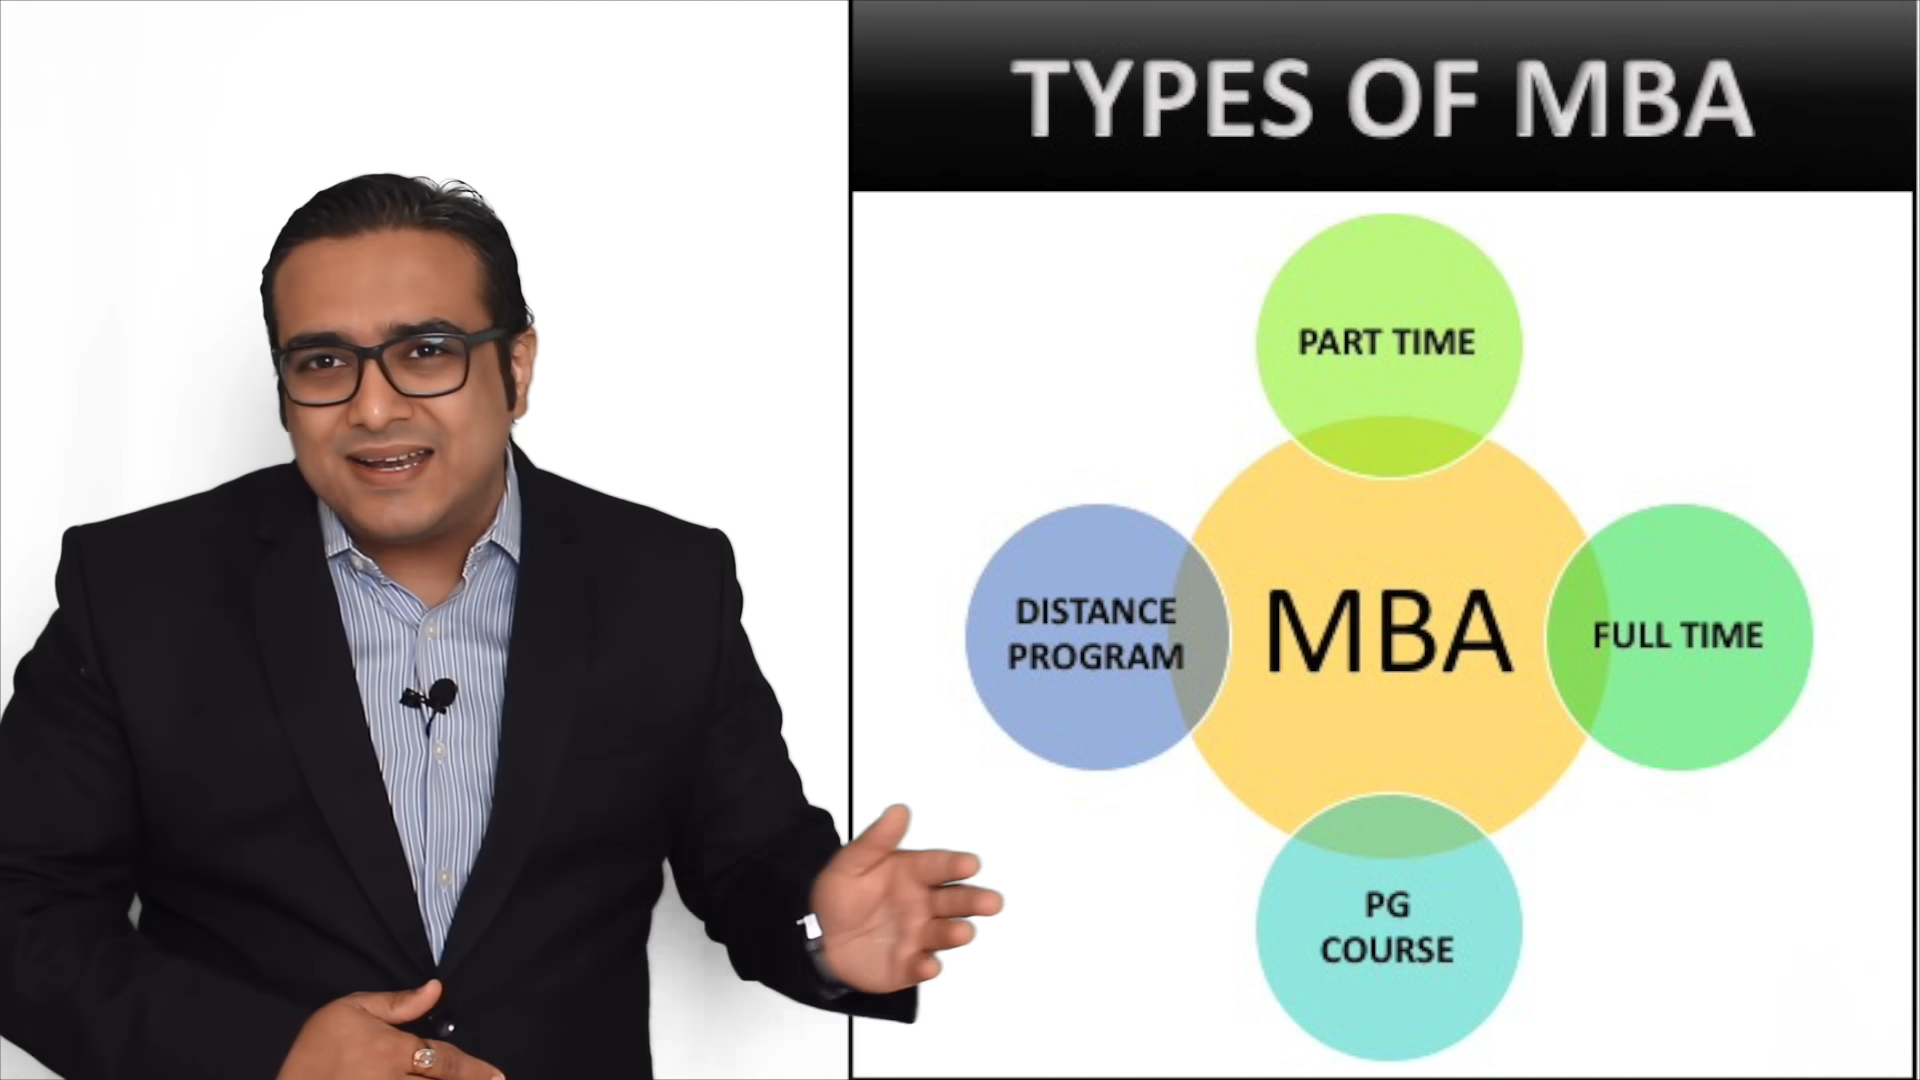 TYPES OF MBA
PART TIME
DISTANCE
PROGRAM
MBA
FULL TIME
PG
COURSE